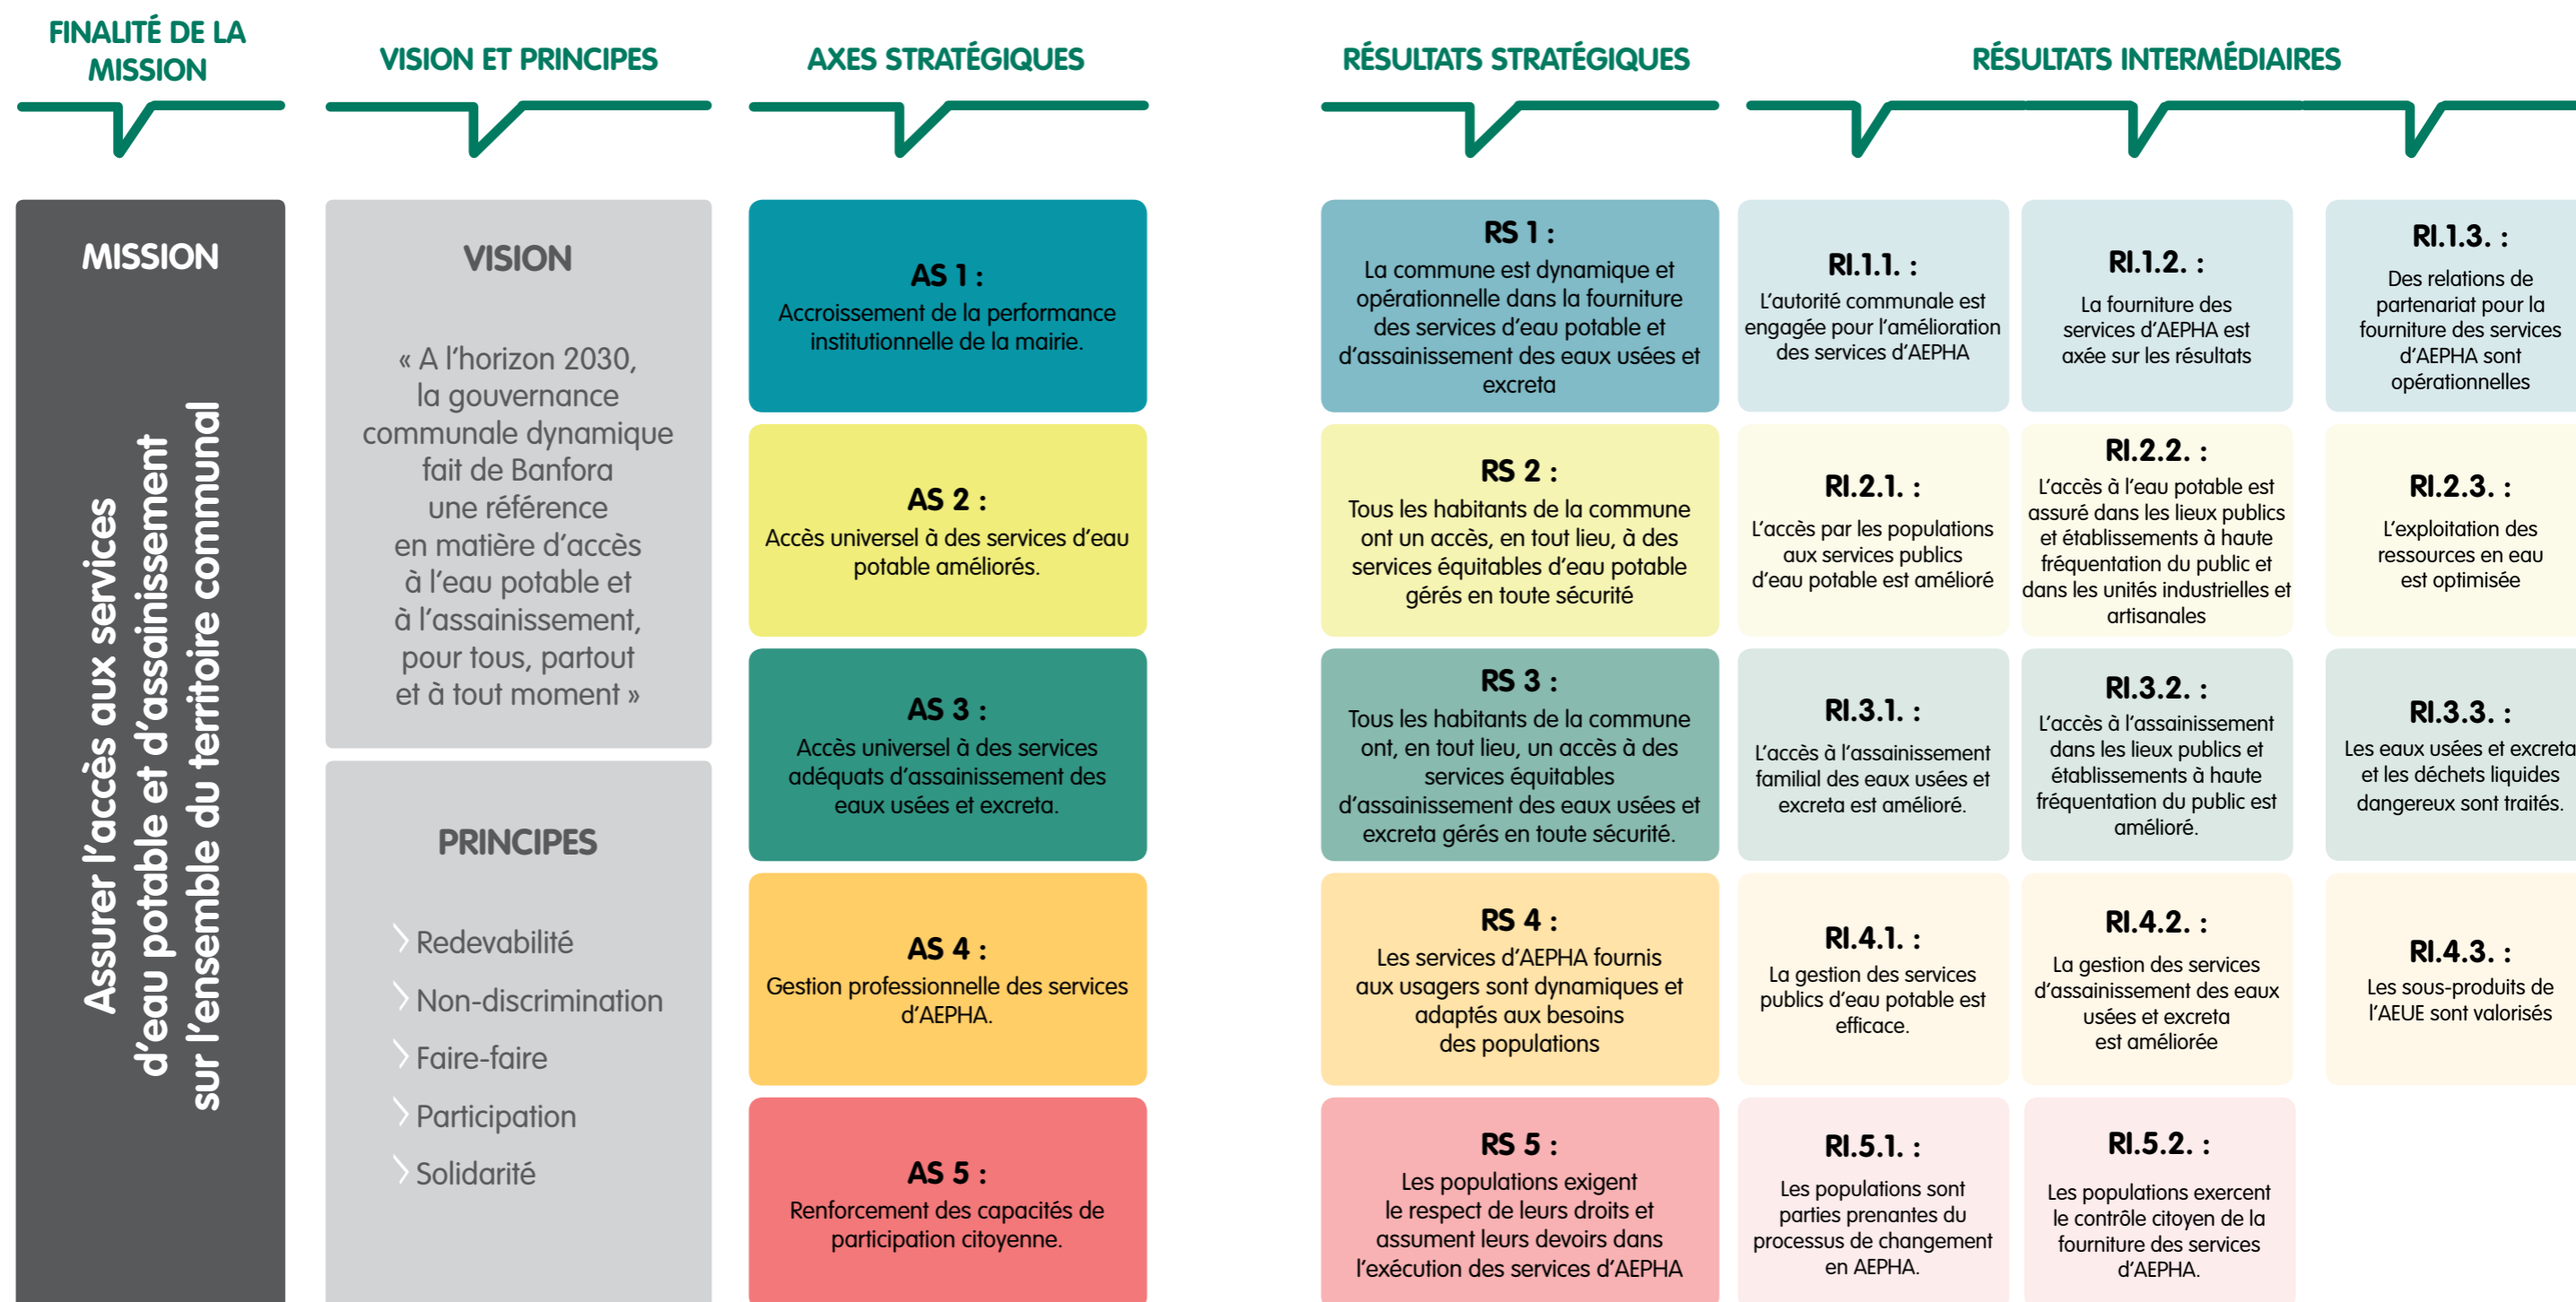 FINALITÉ DE LA
MISSION
VISION ET PRINCIPES
AXES STRATÉGIQUES
RÉSULTATS STRATÉGIQUES
RÉSULTATS INTERMÉDIAIRES
MISSION
Assurer l'accès aux services
d'eau potable et d'assainissement
sur l'ensemble du territoire communal
VISION
« A l'horizon 2030,
la gouvernance
communale dynamique
fait de Banfora
une référence
en matière d'accès
à l'eau potable et
à l'assainissement,
pour tous, partout
et à tout moment »
PRINCIPES
Redevabilité
Non-discrimination
Faire-faire
Participation
Solidarité
AS 1 :
Accroissement de la performance
institutionnelle de la mairie.
AS 2 :
Accès universel à des services d'eau
potable améliorés.
AS 3 :
Accès universel à des services
adéquats d'assainissement des
eaux usées et excreta.
AS 4 :
Gestion professionnelle des services
d'AEPHA.
AS 5 :
Renforcement des capacités de
participation citoyenne.
RS 1 :
La commune est dynamique et
opérationnelle dans la fourniture
des services d'eau potable et
d'assainissement des eaux usées et
excreta
RI.1.1. :
L'autorité communale est
engagée pour l'amélioration
des services d'AEPHA
RI.1.2. :
La fourniture des
services d'AEPHA est
axée sur les résultats
RI.1.3. :
Des relations de
partenariat pour la
fourniture des services
d'AEPHA sont
opérationnelles
RS 2 :
Tous les habitants de la commune
ont un accès, en tout lieu, à des
services équitables d'eau potable
gérés en toute sécurité
RI.2.1. :
L'accès par les populations
aux services publics
d'eau potable est amélioré
RI.2.2. :
L'accès à l'eau potable est
assuré dans les lieux publics
et établissements à haute
fréquentation du public et
dans les unités industrielles et
artisanales
RI.2.3. :
L'exploitation des
ressources en eau
est optimisée
RS 3 :
Tous les habitants de la commune
ont, en tout lieu, un accès à des
services équitables
d'assainissement des eaux usées et
excreta gérés en toute sécurité.
RI.3.1. :
L'accès à l'assainissement
familial des eaux usées et
excreta est amélioré.
RI.3.2. :
L'accès à l'assainissement
dans les lieux publics et
établissements à haute
fréquentation du public est
amélioré.
RI.3.3. :
Les eaux usées et excreta
et les déchets liquides
dangereux sont traités.
RS 4 :
Les services d'AEPHA fournis
aux usagers sont dynamiques et
adaptés aux besoins
des populations
RI.4.1. :
La gestion des services
publics d'eau potable est
efficace.
RI.4.2. :
La gestion des services
d'assainissement des eaux
usées et excreta
est améliorée
RI.4.3. :
Les sous-produits de
l'AEUE sont valorisés
RS 5 :
Les populations exigent
le respect de leurs droits et
assument leurs devoirs dans
l'exécution des services d'AEPHA
RI.5.1. :
Les populations sont
parties prenantes du
processus de changement
en AEPHA.
RI.5.2. :
Les populations exercent
le contrôle citoyen de la
fourniture des services
d'AEPHA.